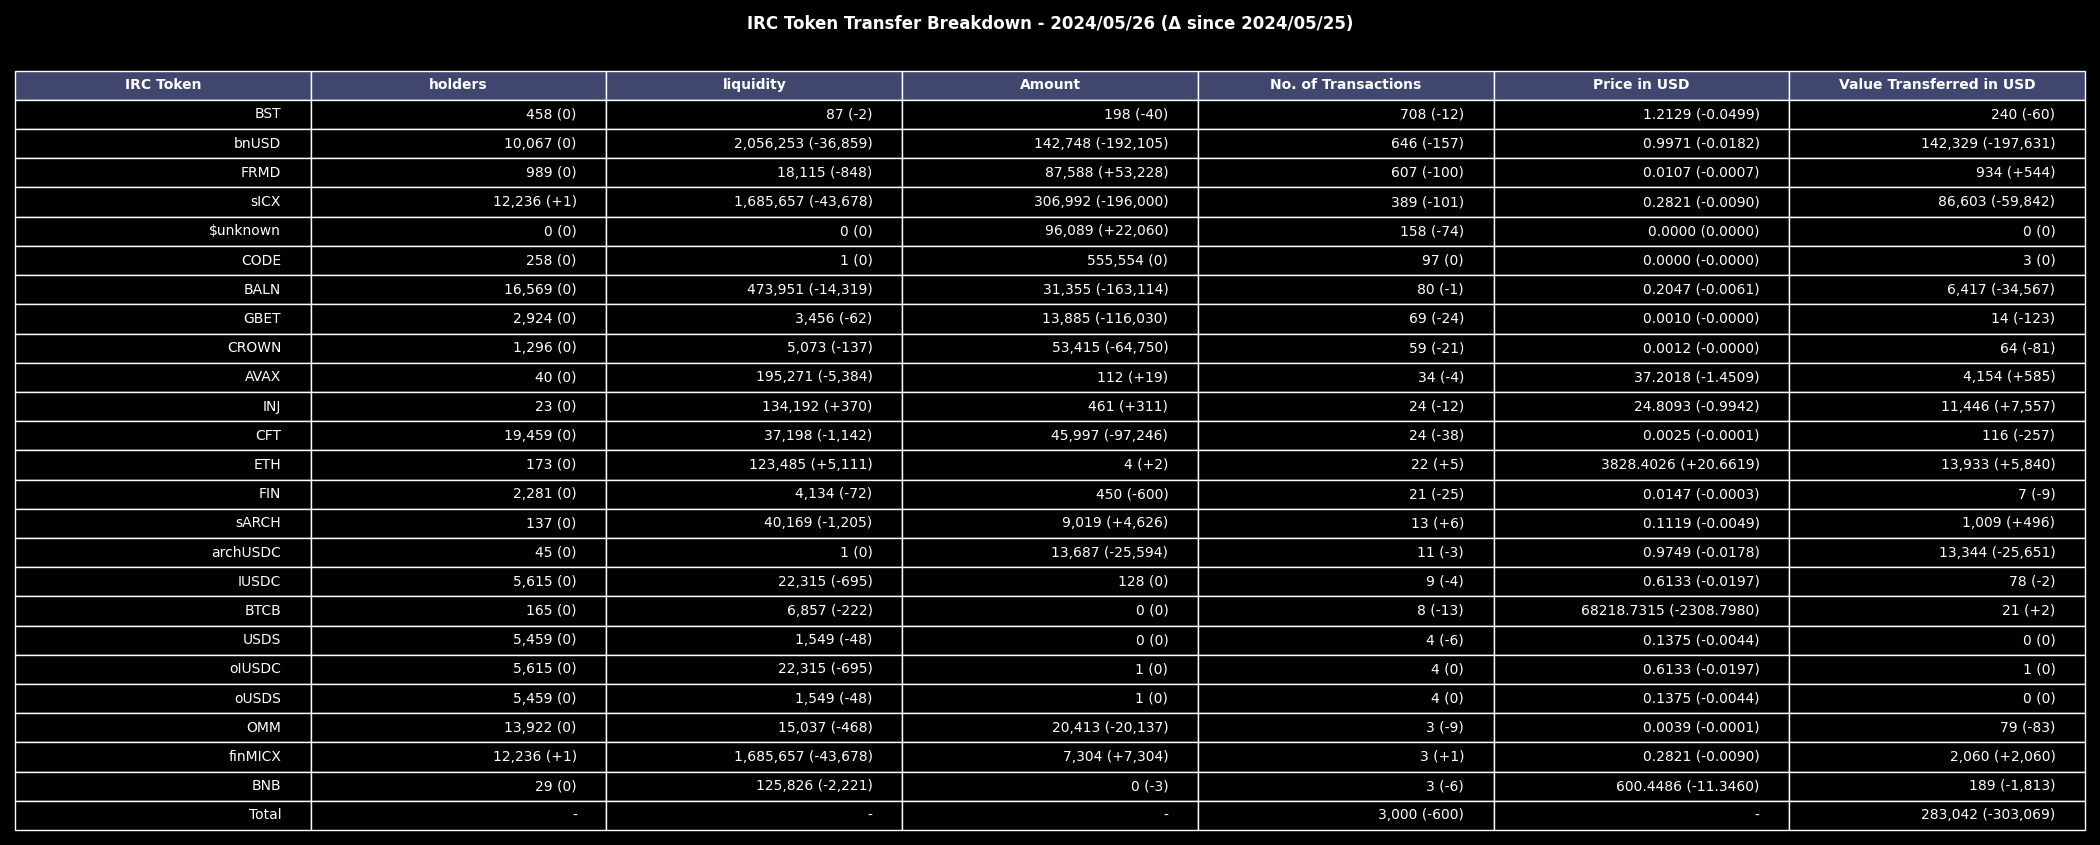 IRC Token Transfer Breakdown - 2024/05/26 (Δ since 2024/05/25)
IRC Token holders liquidity Amount No. of Transactions Price in USD Value Transferred in USD
BST 458 (0) 87 (-2) 198 (-40) 708 (-12) 1.2129 (-0.0499) 240 (-60)
bnUSD 10,067 (0) 2,056,253 (-36,859) 142,748 (-192,105) 646 (-157) 0.9971 (-0.0182) 142,329 (-197,631)
FRMD 989 (0) 18,115 (-848) 87,588 (+53,228) 607 (-100) 0.0107 (-0.0007) 934 (+544)
sICX 12,236 (+1) 1,685,657 (-43,678) 306,992 (-196,000) 389 (-101) 0.2821 (-0.0090) 86,603 (-59,842)
$unknown 0 (0) 0 (0) 96,089 (+22,060) 158 (-74) 0.0000 (0.0000) 0 (0)
CODE 258 (0) 1 (0) 555,554 (0) 97 (0) 0.0000 (-0.0000) 3 (0)
BALN 16,569 (0) 473,951 (-14,319) 31,355 (-163,114) 80 (-1) 0.2047 (-0.0061) 6,417 (-34,567)
GBET 2,924 (0) 3,456 (-62) 13,885 (-116,030) 69 (-24) 0.0010 (-0.0000) 14 (-123)
CROWN 1,296 (0) 5,073 (-137) 53,415 (-64,750) 59 (-21) 0.0012 (-0.0000) 64 (-81)
AVAX 40 (0) 195,271 (-5,384) 112 (+19) 34 (-4) 37.2018 (-1.4509) 4,154 (+585)
INJ 23 (0) 134,192 (+370) 461 (+311) 24 (-12) 24.8093 (-0.9942) 11,446 (+7,557)
CFT 19,459 (0) 37,198 (-1,142) 45,997 (-97,246) 24 (-38) 0.0025 (-0.0001) 116 (-257)
ETH 173 (0) 123,485 (+5,111) 4 (+2) 22 (+5) 3828.4026 (+20.6619) 13,933 (+5,840)
FIN 2,281 (0) 4,134 (-72) 450 (-600) 21 (-25) 0.0147 (-0.0003) 7 (-9)
sARCH 137 (0) 40,169 (-1,205) 9,019 (+4,626) 13 (+6) 0.1119 (-0.0049) 1,009 (+496)
archUSDC 45 (0) 1 (0) 13,687 (-25,594) 11 (-3) 0.9749 (-0.0178) 13,344 (-25,651)
IUSDC 5,615 (0) 22,315 (-695) 128 (0) 9 (-4) 0.6133 (-0.0197) 78 (-2)
BTCB 165 (0) 6,857 (-222) 0 (0) 8 (-13) 68218.7315 (-2308.7980) 21 (+2)
USDS 5,459 (0) 1,549 (-48) 0 (0) 4 (-6) 0.1375 (-0.0044) 0 (0)
oIUSDC 5,615 (0) 22,315 (-695) 1 (0) 4 (0) 0.6133 (-0.0197) 1 (0)
oUSDS 5,459 (0) 1,549 (-48) 1 (0) 4 (0) 0.1375 (-0.0044) 0 (0)
OMM 13,922 (0) 15,037 (-468) 20,413 (-20,137) 3 (-9) 0.0039 (-0.0001) 79 (-83)
finMICX 12,236 (+1) 1,685,657 (-43,678) 7,304 (+7,304) 3 (+1) 0.2821 (-0.0090) 2,060 (+2,060)
BNB 29 (0) 125,826 (-2,221) 0 (-3) 3 (-6) 600.4486 (-11.3460) 189 (-1,813)
Total - - - 3,000 (-600) - 283,042 (-303,069)